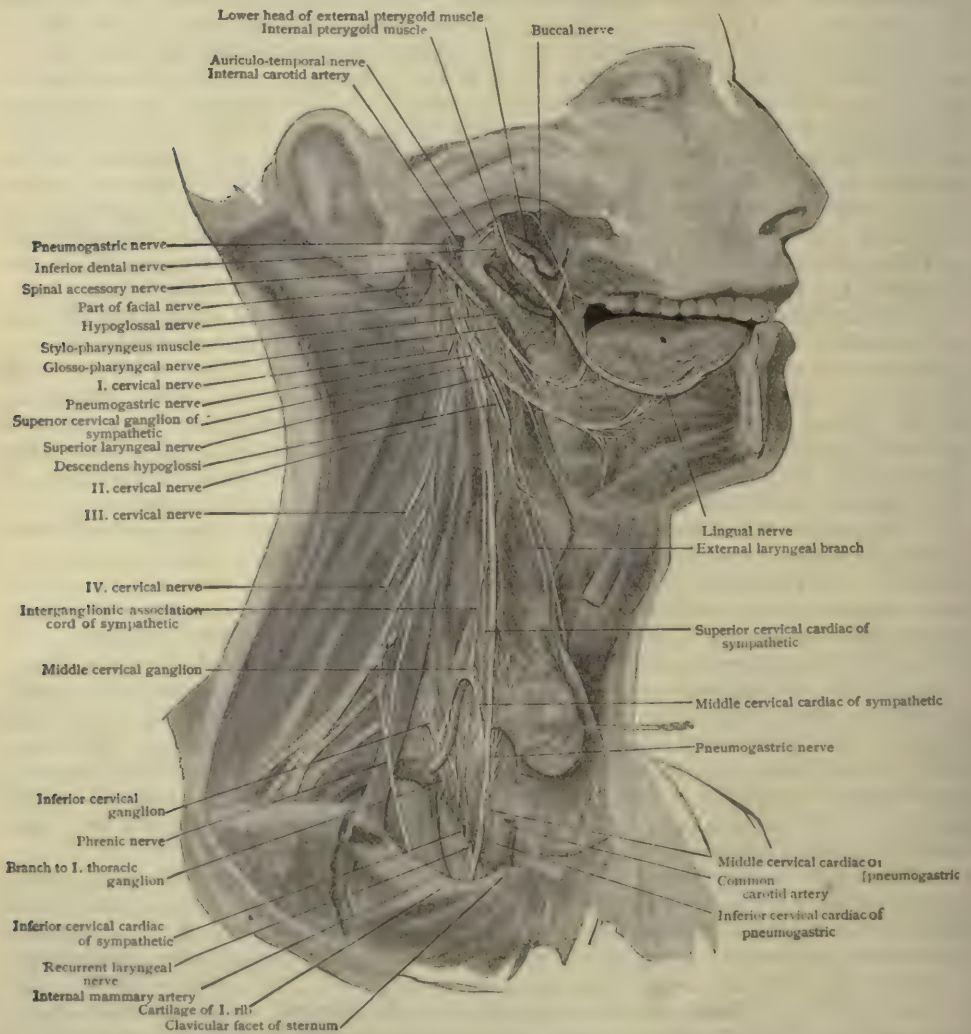 Lower head of external pterygoid muscle
Internal pterygoid muscle
Buccal nerve
Auriculo-temporal nerve
Internal carotid artery
Pneumogastric nerve
Inferior dental nerve
Spinal accessory nerve
Part of facial nerve
Hypoglossal nerve
Stylo-pharyngeus muscle
Glosso-pharyngeal nerve
I. cervical nerve
Pneumogastric nerve
Superior cervical ganglion of
sympathetic
Superior laryngeal nerve
Descendens hypoglossi
II. cervical nerve
III. cervical nerve
IV. cervical nerve
Interganglionic association
cord of sympathetic
Middle cervical ganglion
Inferior cervical
ganglion
Phrenic nerve
Branch to I. thoracic
ganglion
Inferior cervical cardiac
of sympathetic
Recurrent laryngeal
nerve
Internal mammary artery
Cartilage of I. ri
Clavicular facet of sternum
Lingual nerve
External laryngeal branch
Superior cervical cardiac of
sympathetic
Middle cervical cardiac of sympathetic
Pneumogastric nerve
Middle cervical cardiac of
[pneumogastric
Common
carotid artery
Inferior cervical cardiac of
pneumogastric